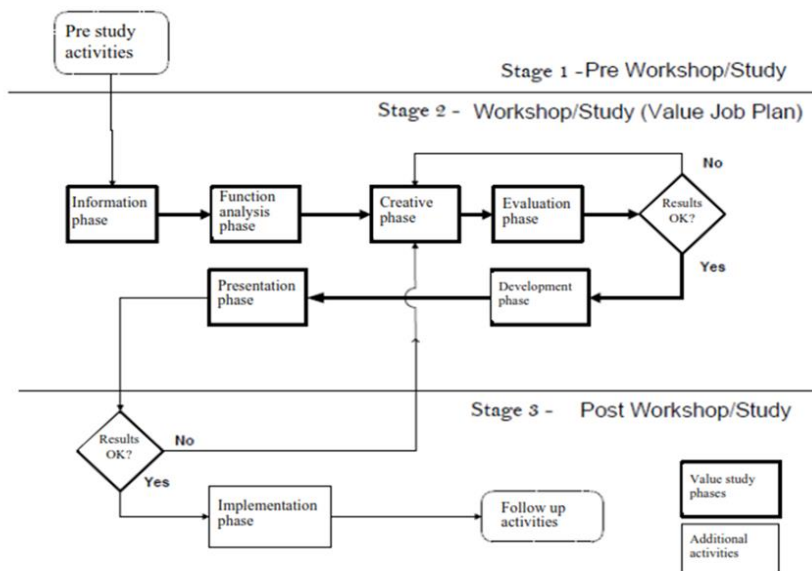 Pre study
activities
Stage 1 - Pre Workshop/Study
Stage 2 - Workshop/Study (Value Job Plan)
No
Information
phase
Function
analysis
phase
Creative
phase
Evaluation
phase
Results
OK?
Yes
Presentation
phase
Development
phase
Stage 3 - Post Workshop/Study
Results
OK?
No
Yes
Implementation
phase
Follow up
activities
Value study
phases
Additional
activities